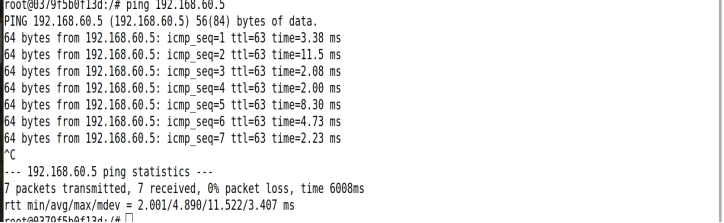 root@0379f5b0f13d:/# ping 192.168.60.5
PING 192.168.60.5 (192.168.60.5) 56(84) bytes of data.
64 bytes from 192.168.60.5: icmp_seq=1 ttl=63 time=3.38 ms
64 bytes from 192.168.60.5: icmp_seq=2 ttl=63 time=11.5 ms
64 bytes from 192.168.60.5: icmp_seq=3 ttl=63 time=2.08 ms
64 bytes from 192.168.60.5: icmp_seq=4 ttl=63 time=2.00 ms
64 bytes from 192.168.60.5: icmp_seq=5 ttl=63 time=8.30 ms
64 bytes from 192.168.60.5: icmp_seq=6 ttl=63 time=4.73 ms
64 bytes from 192.168.60.5: icmp_seq=7 ttl=63 time=2.23 ms
^C
--- 192.168.60.5 ping statistics ---
7 packets transmitted, 7 received, 0% packet loss, time 6008ms
rtt min/avg/max/mdev = 2.001/4.890/11.522/3.407 ms
root@0379f5b0f13d:/#